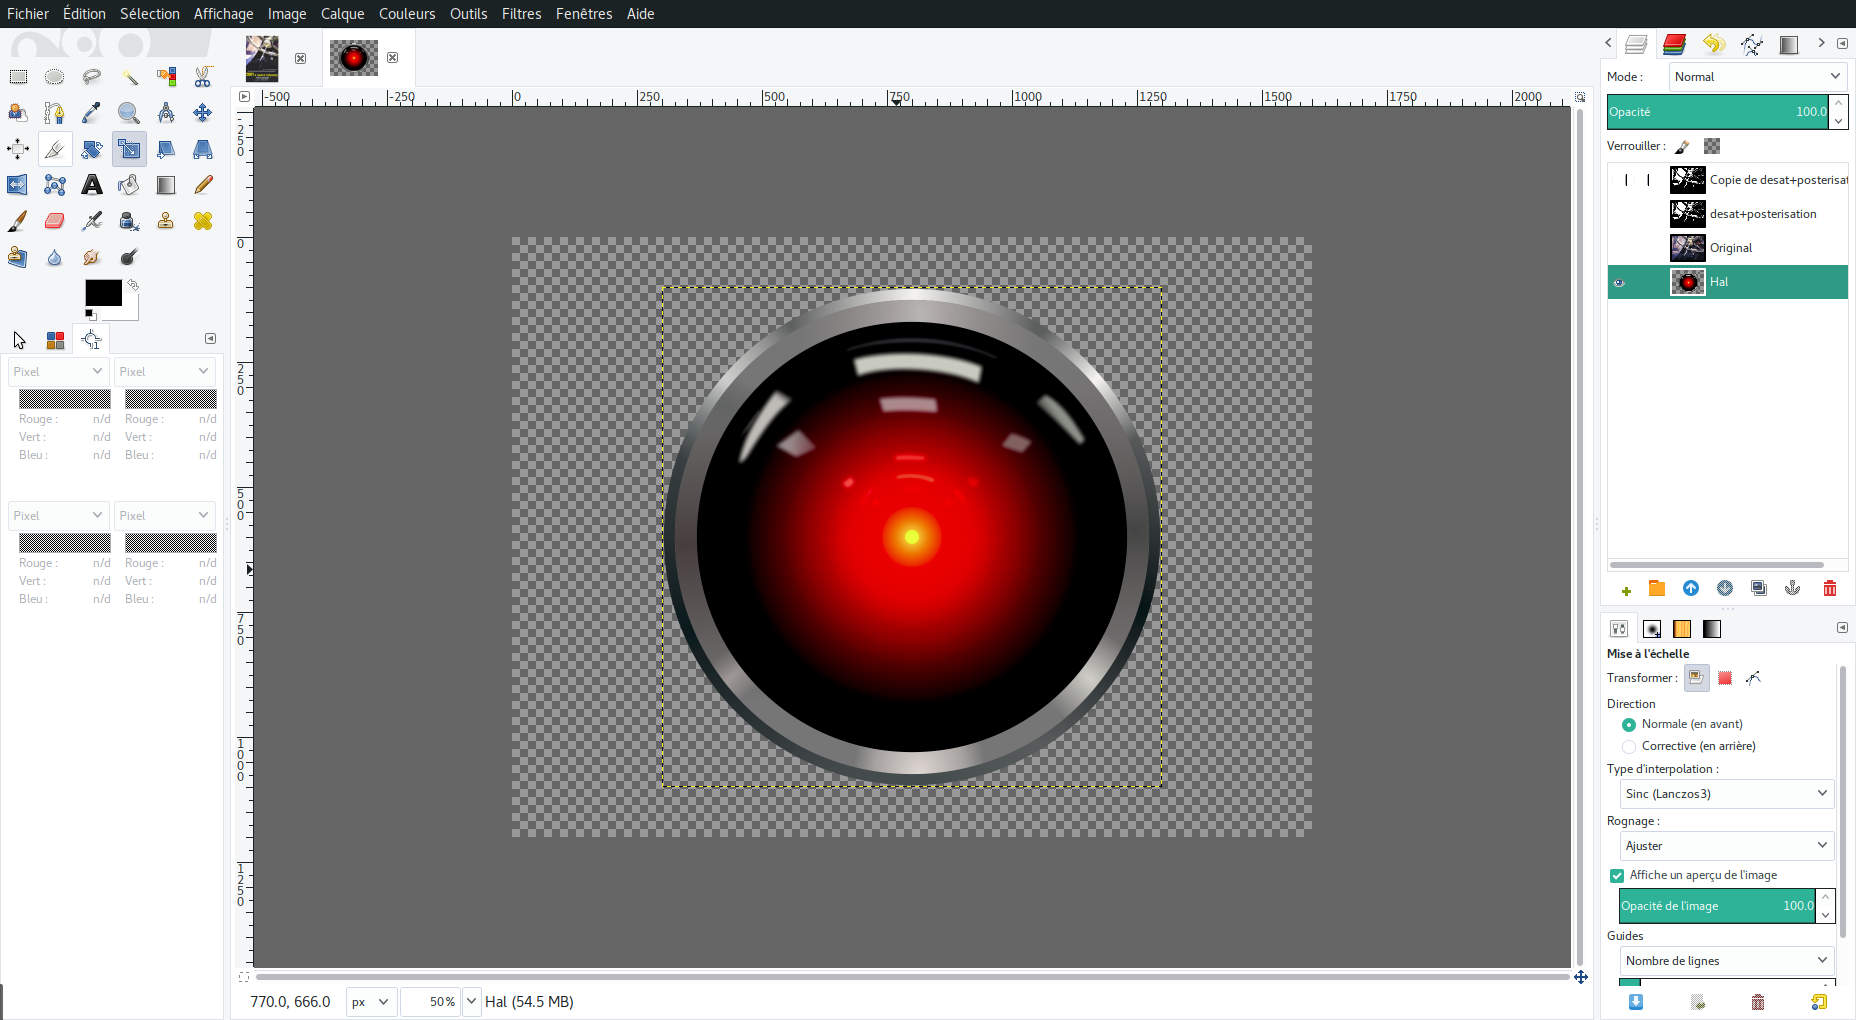 Fichier Édition Sélection Affichage Image Calque Couleurs Outils Filtres Fenêtres Aide
-500 -250 0 250 500 750 1000 1250 1500 1750 2000
-250
0
250
500
750
1000
1250
Pixel Pixel
Rouge : n/d Rouge : n/d
Vert : n/d Vert : n/d
Bleu : n/d Bleu : n/d
Pixel Pixel
Rouge : n/d Rouge : n/d
Vert : n/d Vert : n/d
Bleu : n/d Bleu : n/d
770.0, 666.0 px 50 % Hal (54.5 MB)
Mode : Normal
Opacité 100.0
Verrouiller :
Copie de desat+posterisat
desat+posterisation
Original
Hal
Mise à l'échelle
Transformer :
Direction
Normale (en avant)
Corrective (en arrière)
Type d'interpolation :
Sinc (Lanczos3)
Rognage :
Ajuster
Affiche un aperçu de l'image
Opacité de l'image 100.0
Guides
Nombre de lignes